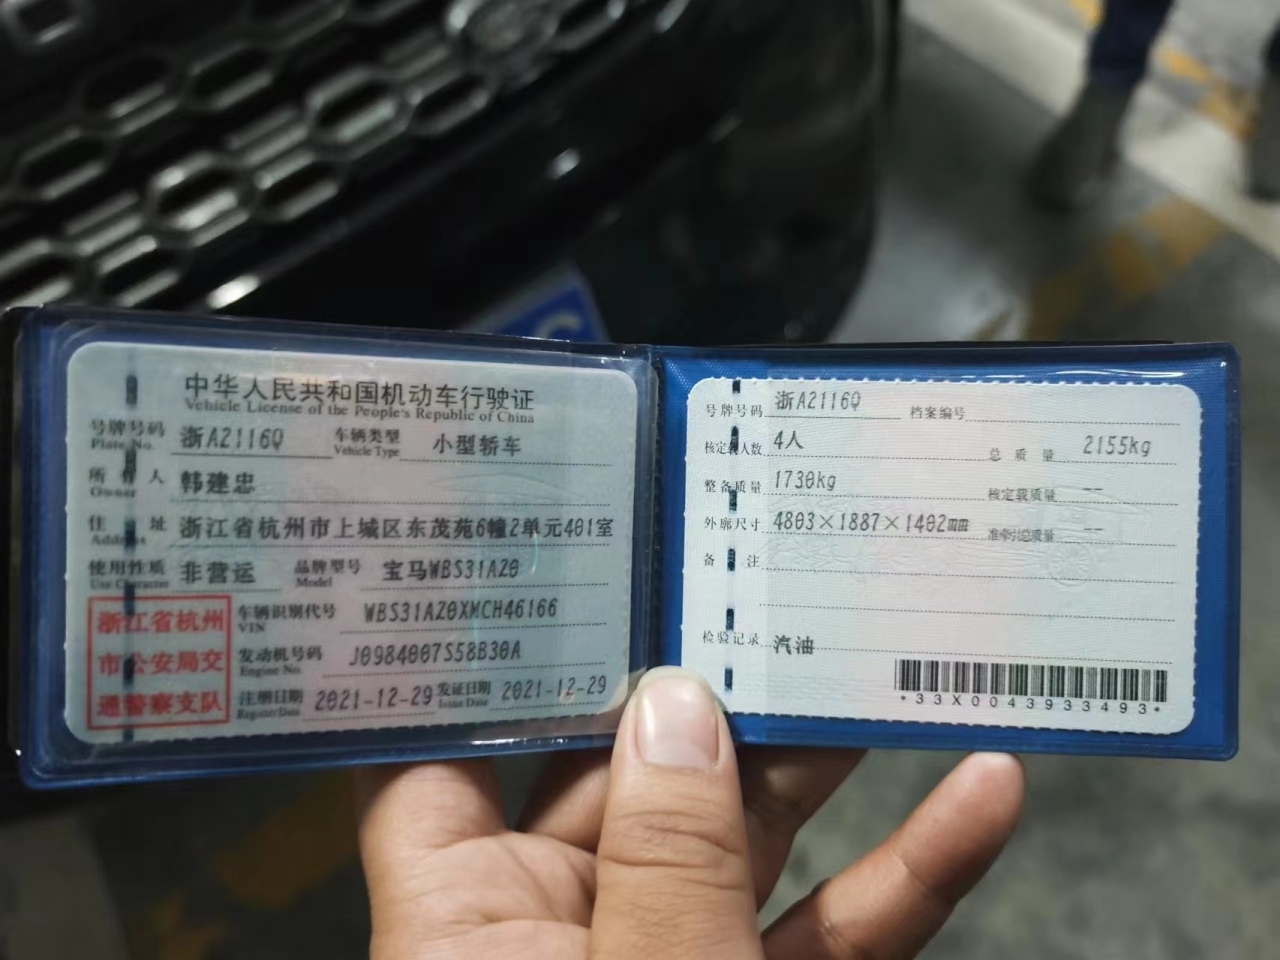 中华人民共和国机动车行驶证
Vehicle License of the People's Republic of China
号牌号码 浙A2116Q 车辆类型 小型轿车
Plate No. Vehicle Type
所有人 韩建忠
Owner
住址 浙江省杭州市上城区东茂苑6幢2单元401室
Address
使用性质 非营运 品牌型号 宝马WBS31AZ0
Use Character Model
浙江省杭州市公安局交通警察支队
车辆识别代号 WBS31AZ0XMCH46166
VIN
发动机号码 J0984007S58B30A
Engine No.
注册日期 2021-12-29 发证日期 2021-12-29
Register Date Issue Date
号牌号码 浙A2116Q 档案编号
核定载人数 4人 总质量 2155kg
整备质量 1730kg 核定载质量 --
外廓尺寸 4803×1887×1402mm 准牵引总质量 --
备注
检验记录 汽油
*33X0043933493*